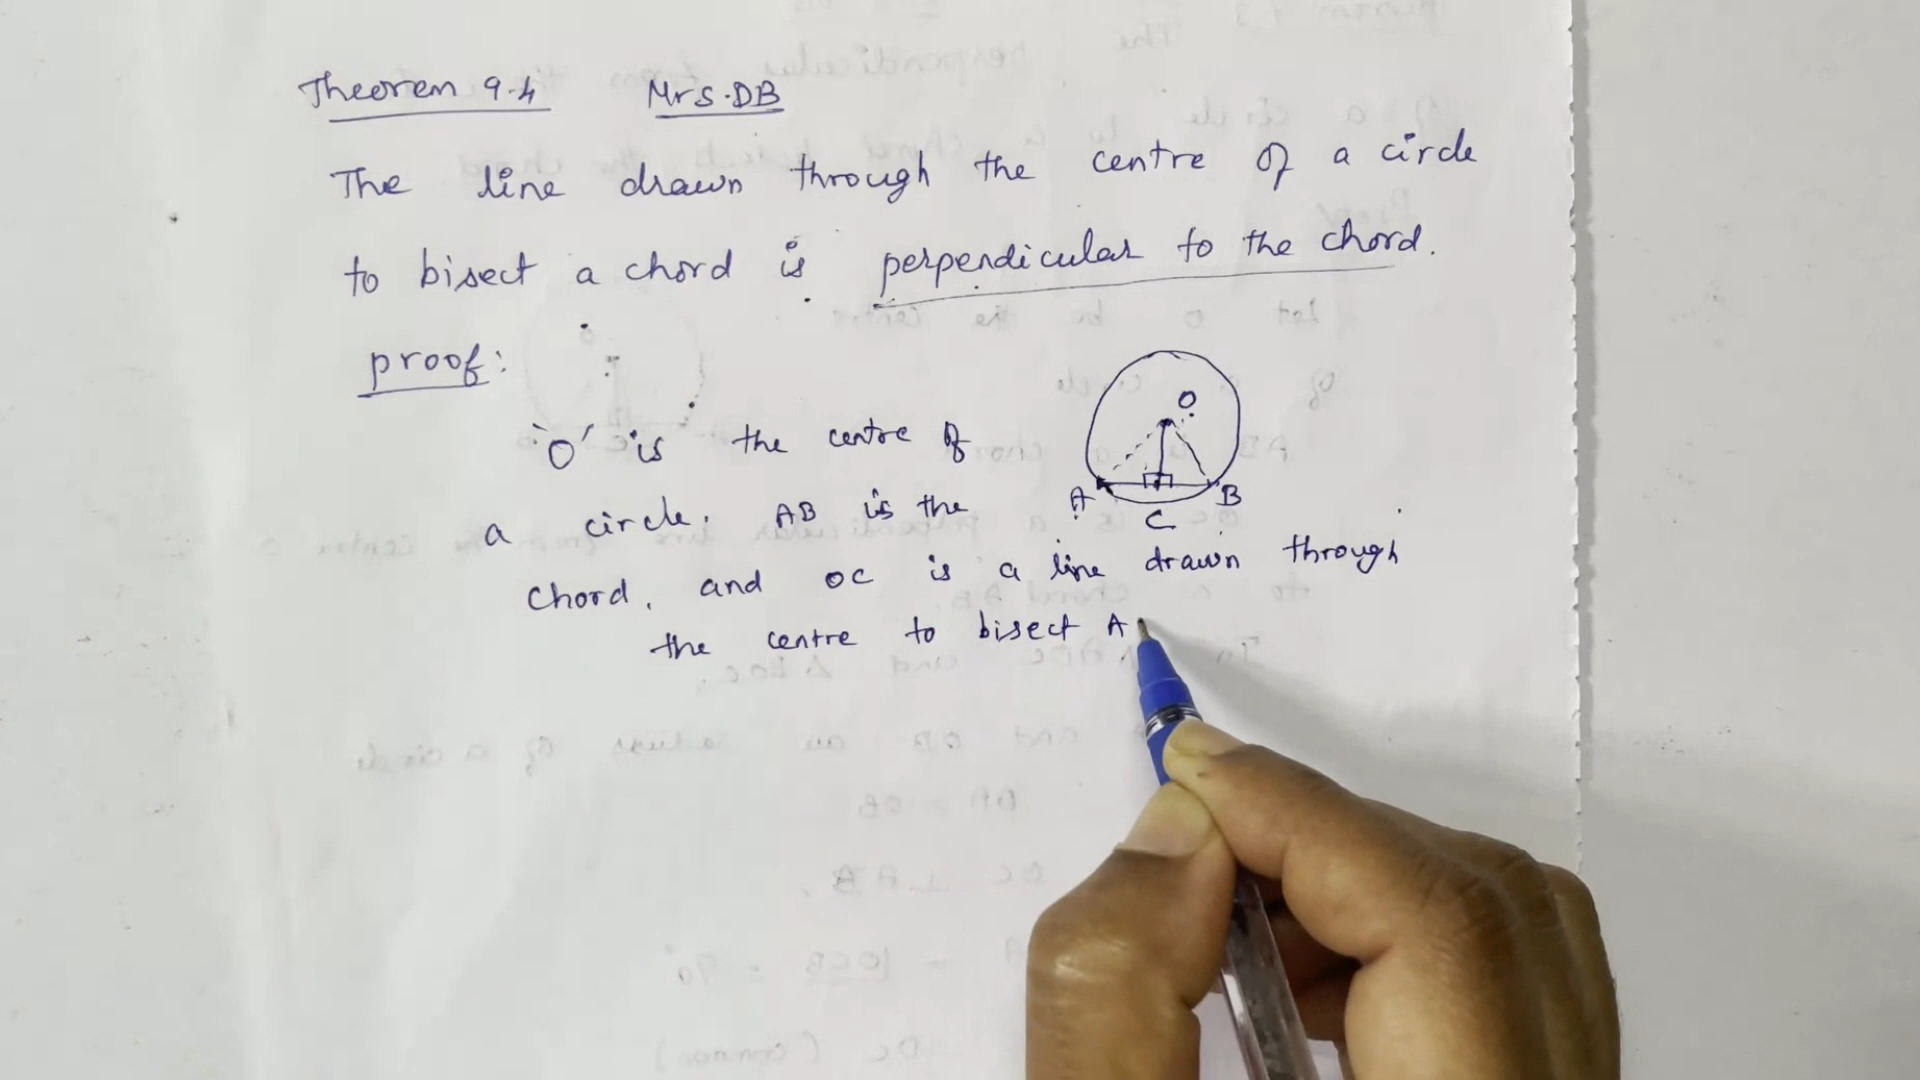 Theorem 9.4 Mrs.DB
The line drawn through the centre of a circle
to bisect a chord is perpendicular to the chord.
proof:
'O' is the centre of
a circle. AB is the
chord. and OC is a line drawn through
the centre to bisect A
O
A B
C